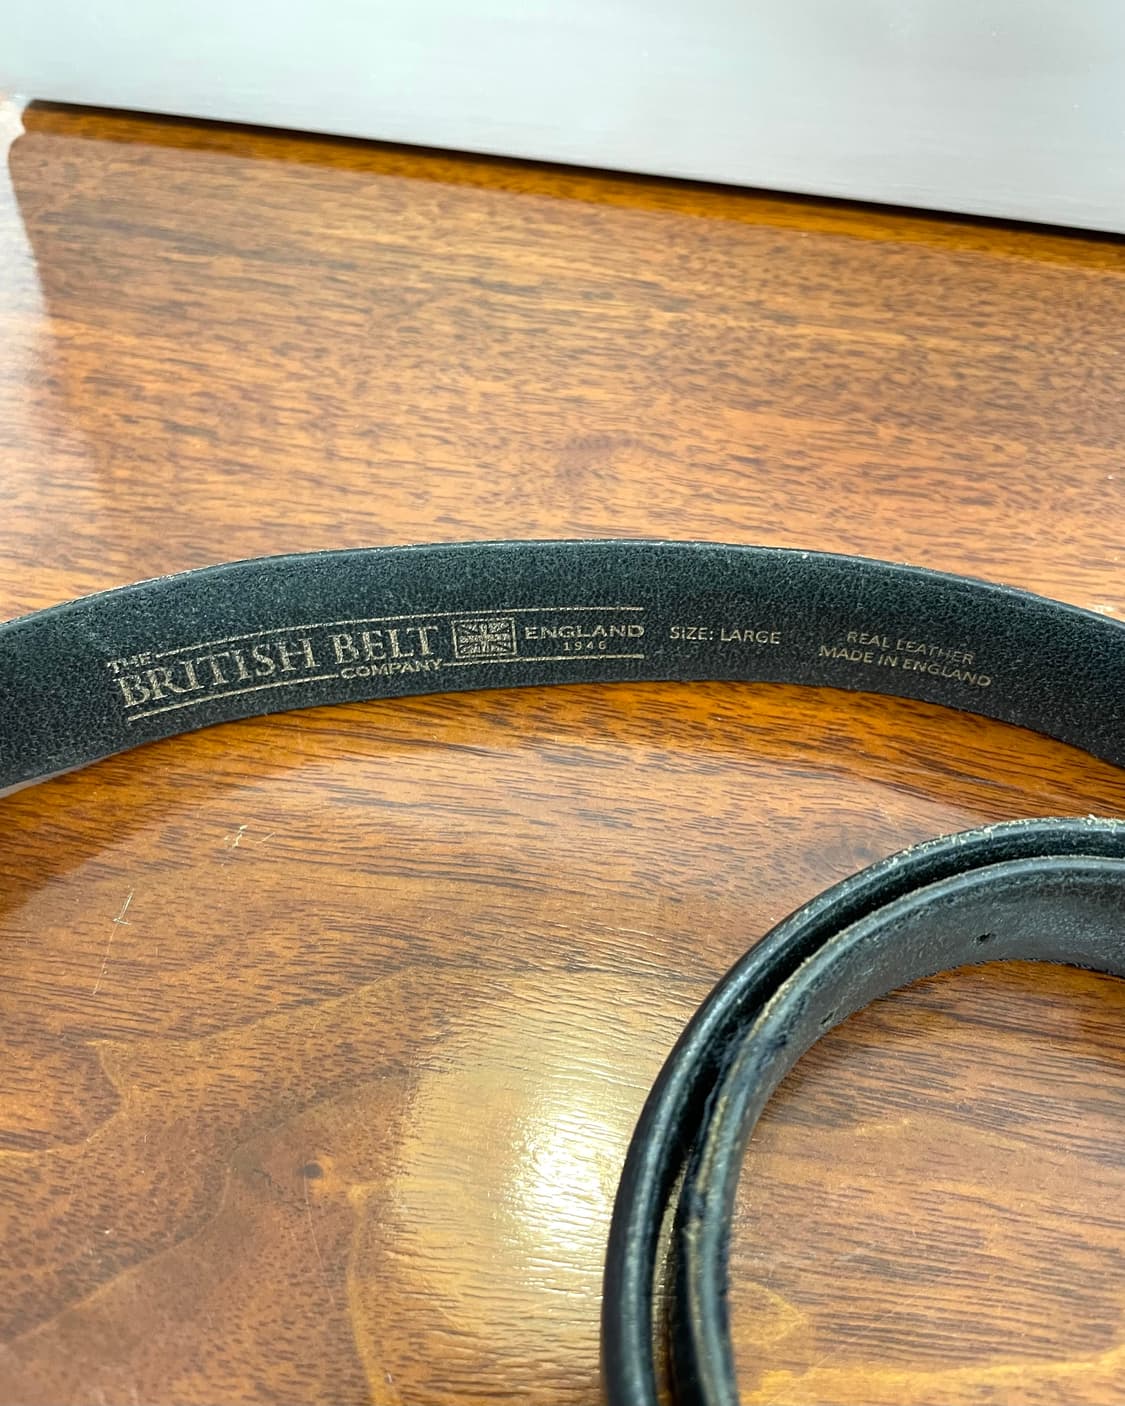 THE
BRITISH BELT
COMPANY
ENGLAND
1946
SIZE: LARGE
REAL LEATHER
MADE IN ENGLAND